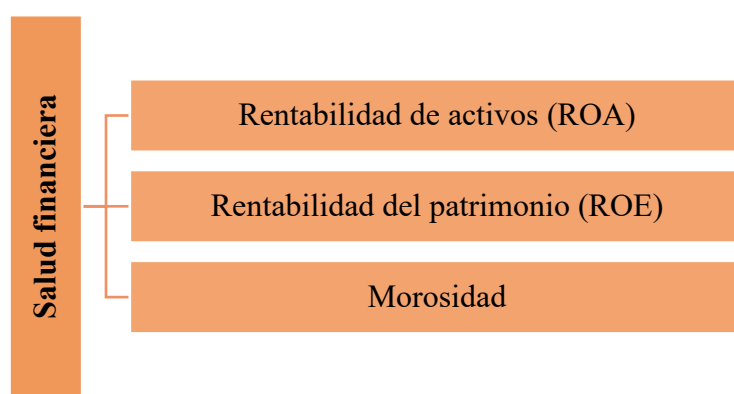 Salud financiera
Rentabilidad de activos (ROA)
Rentabilidad del patrimonio (ROE)
Morosidad